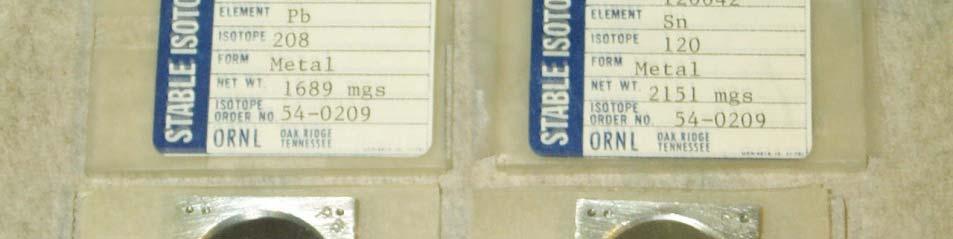 STABLE ISOTO
ELEMENT Pb
ISOTOPE 208
FORM Metal
NET WT. 1689 mgs
ISOTOPE
ORDER NO. 54-0209
ORNL OAK RIDGE
TENNESSEE
STABLE ISOTO
ELEMENT Sn
ISOTOPE 120
FORM Metal
NET WT. 2151 mgs
ISOTOPE
ORDER NO. 54-0209
ORNL OAK RIDGE
TENNESSEE